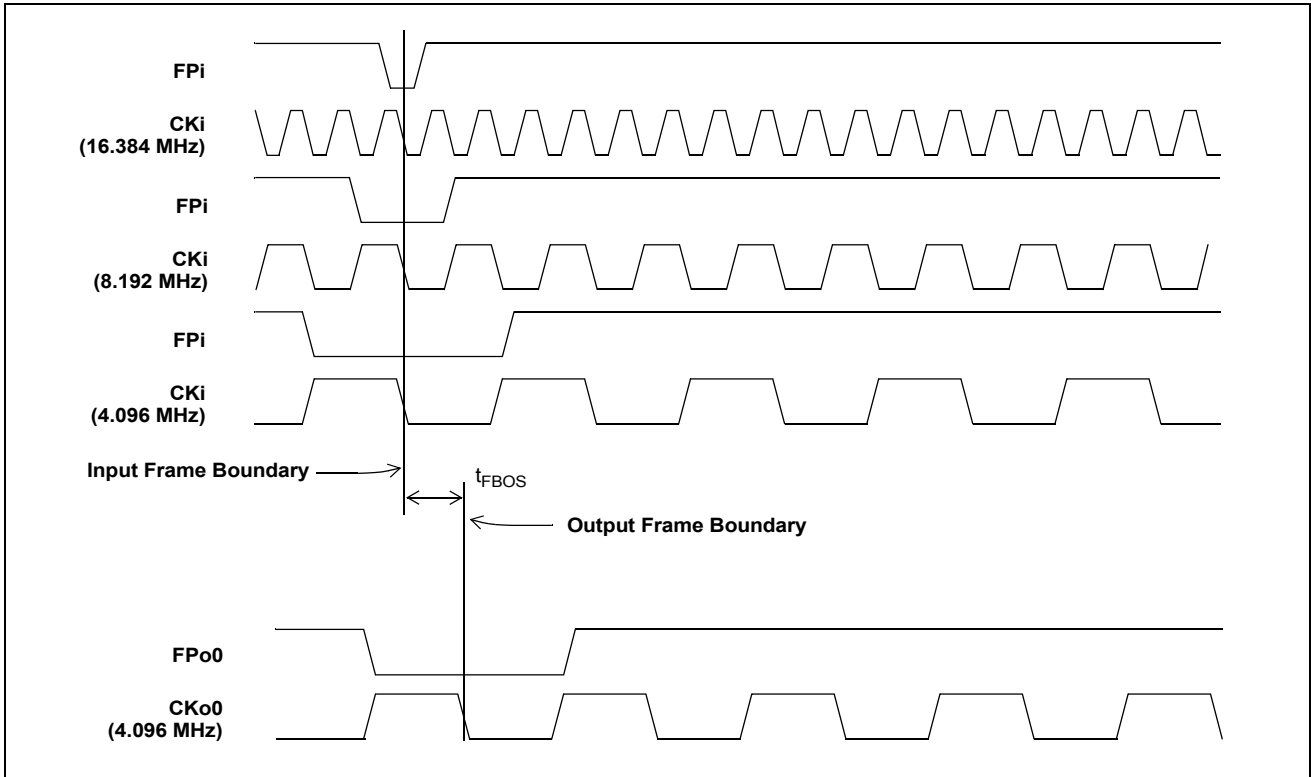 FPi
CKi
(16.384 MHz)
FPi
CKi
(8.192 MHz)
FPi
CKi
(4.096 MHz)
Input Frame Boundary
tFBOS
Output Frame Boundary
FPo0
CKo0
(4.096 MHz)